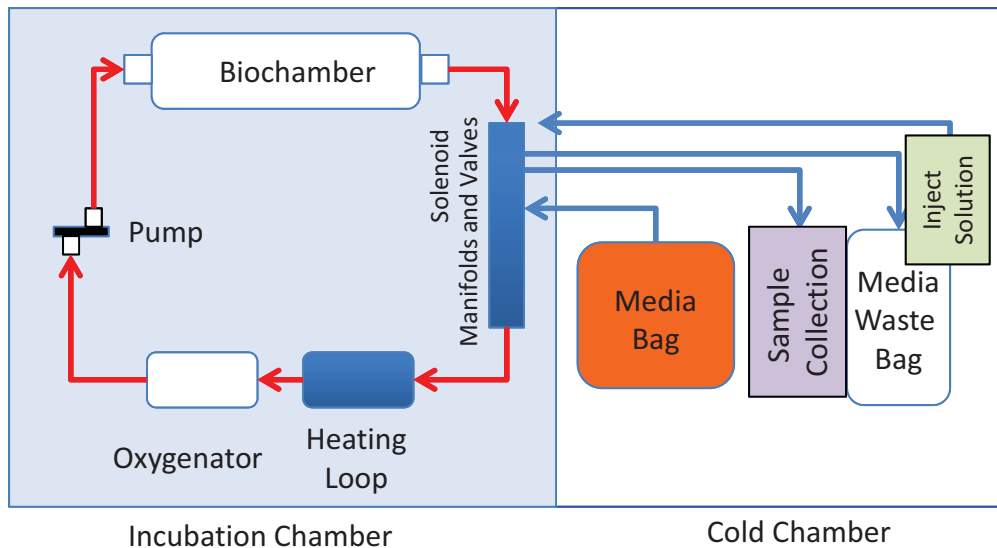 Biochamber
Solenoid
Manifolds and Valves
Pump
Oxygenator
Heating
Loop
Incubation Chamber
Inject
Solution
Media
Bag
Sample
Collection
Media
Waste
Bag
Cold Chamber